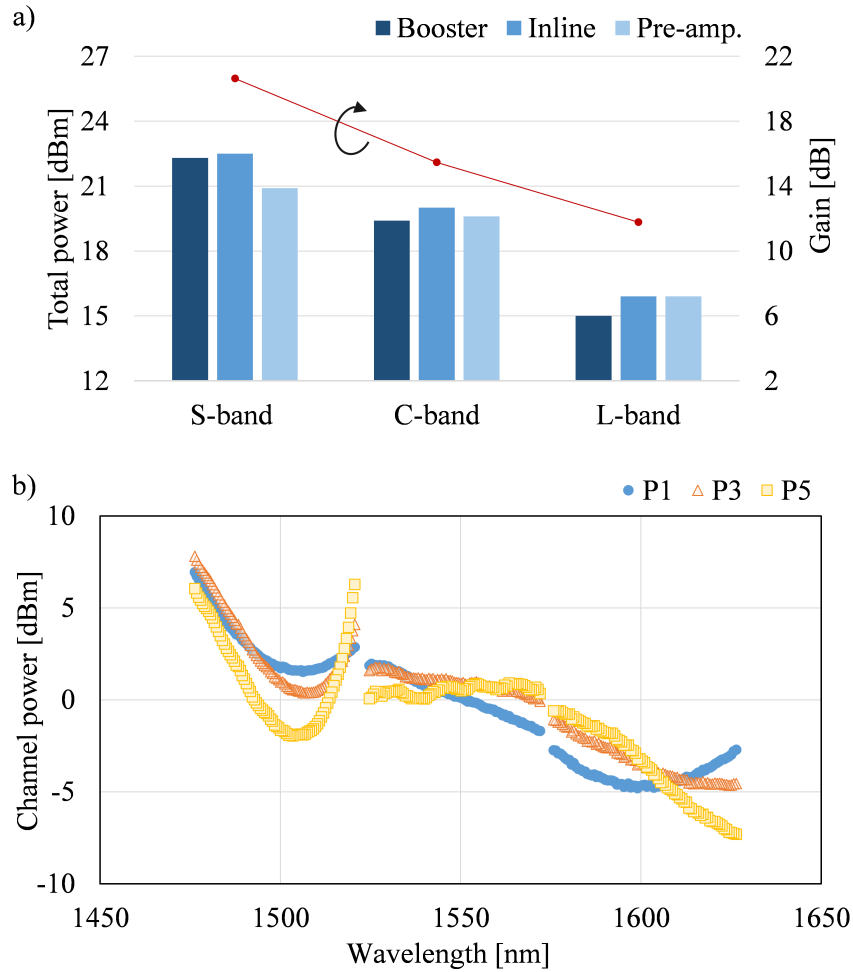 a)
Booster Inline Pre-amp.
27 22
24 18
21 14
18 10
15 6
12 2
Total power [dBm]
Gain [dB]
S-band C-band L-band
b)
P1 P3 P5
10
5
0
-5
-10
Channel power [dBm]
1450 1500 1550 1600 1650
Wavelength [nm]